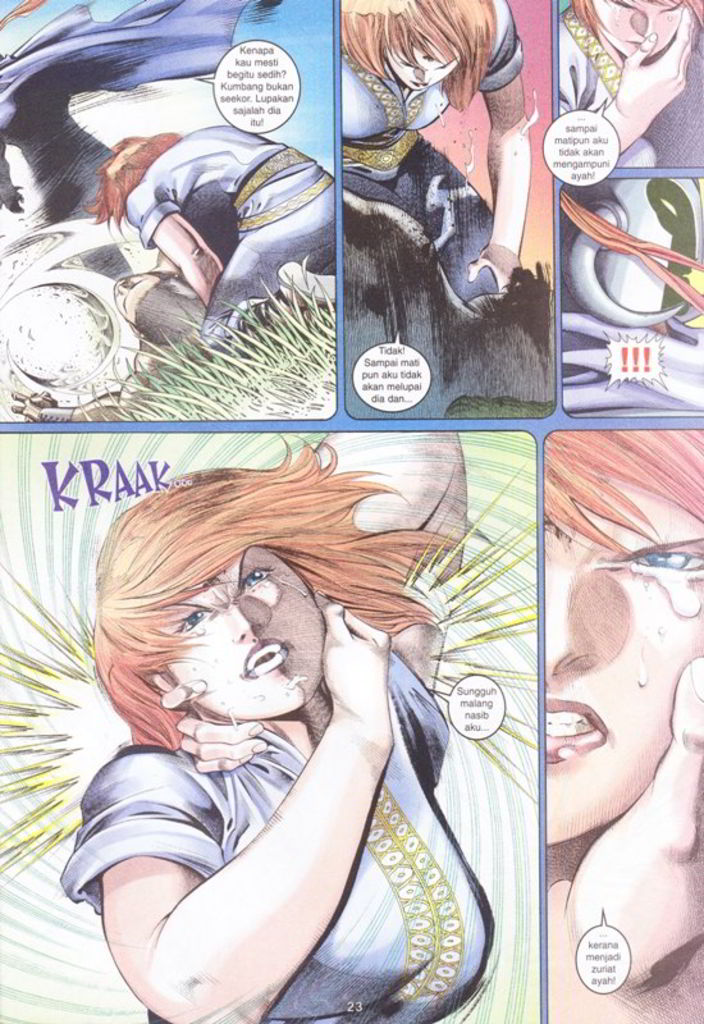 Kenapa
kau mesti
begitu sedih?
Kumbang bukan
seekor. Lupakan
sajalah dia
itu!
Tidak!
Sampai mati
pun aku tidak
akan melupai
dia dan...
...
sampai
matipun aku
tidak akan
mengampuni
ayah!
!!!
KRAAK...
Sungguh
malang
nasib
aku...
...
kerana
menjadi
zuriat
ayah!
23